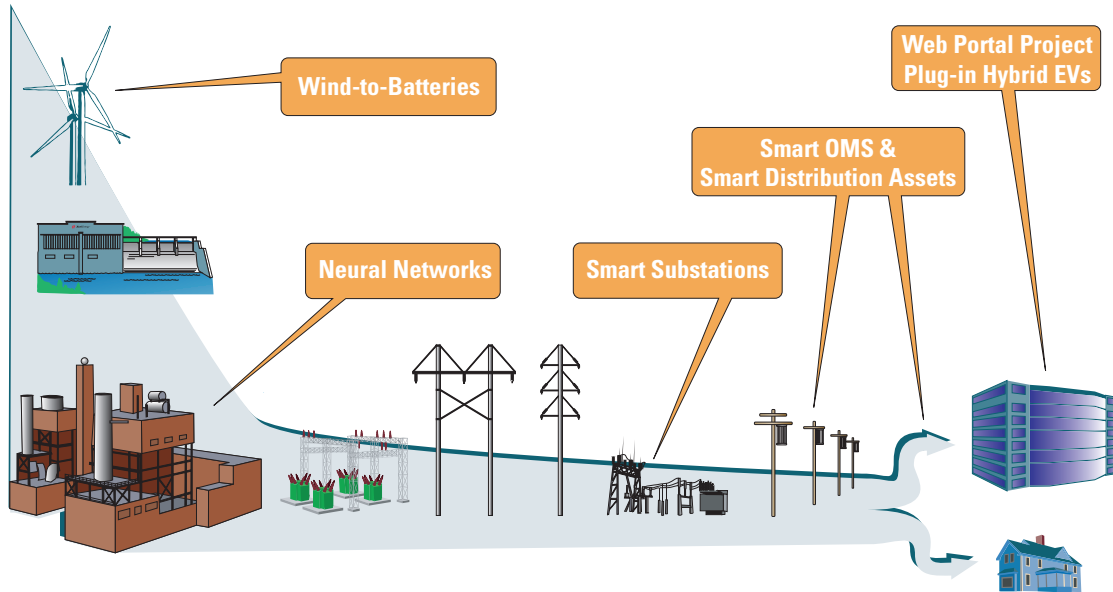 Web Portal Project
Plug-in Hybrid EVs
Wind-to-Batteries
Smart OMS &
Smart Distribution Assets
Neural Networks
Smart Substations